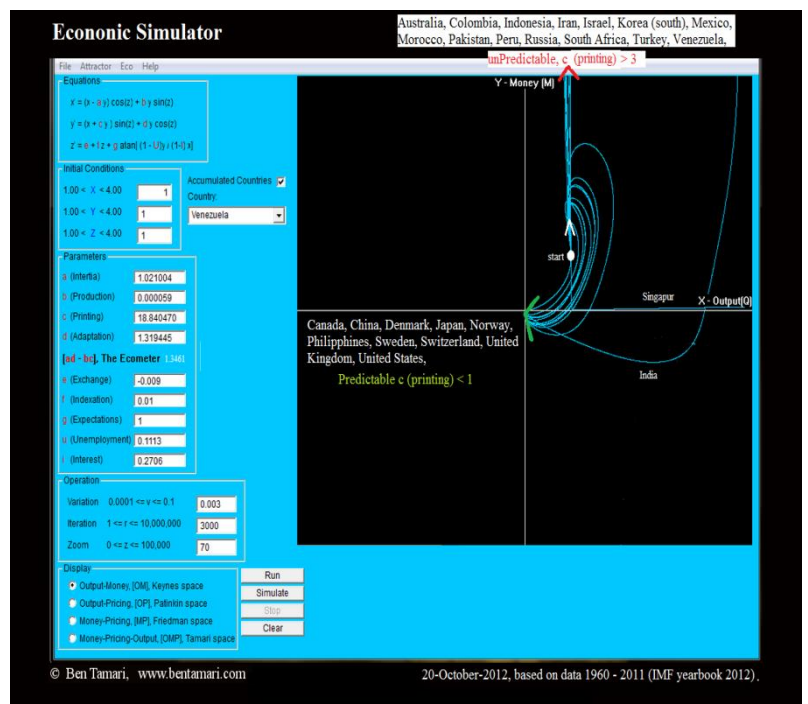 Econonic Simulator
Australia, Colombia, Indonesia, Iran, Israel, Korea (south), Mexico,
Morocco, Pakistan, Peru, Russia, South Africa, Turkey, Venezuela,
unPredictable, c (printing) > 3
File Attractor Eco Help
Equations
x' = (x - a y) cos(z) + b y sin(z)
y' = (x + c y ) sin(z) + d y cos(z)
z' = e + f z + g atan[ (1 - U)y / (1-I) x]
Initial Conditions
1.00 < X < 4.00 1
1.00 < Y < 4.00 1
1.00 < Z < 4.00 1
Accumulated Countries
Country:
Venezuela
Parameters
a (Intertia) 1.021004
b (Production) 0.000059
c (Printing) 18.840470
d (Adaptation) 1.319445
[ad - bc], The Ecometer 1.3461
e (Exchange) -0.009
f (Indexation) 0.01
g (Expectations) 1
u (Unemployment) 0.1113
i (Interest) 0.2706
Operation
Variation 0.0001 <= v <= 0.1 0.003
Iteration 1 <= r <= 10,000,000 3000
Zoom 0 <= z <= 100,000 70
Display
Output-Money, [OM], Keynes space
Output-Pricing, [OP], Patinkin space
Money-Pricing, [MP], Friedman space
Money-Pricing-Output, [OMP], Tamari space
Run
Simulate
Stop
Clear
Y - Money (M)
start
Singapur
X - Output(Q)
India
Canada, China, Denmark, Japan, Norway,
Philipphines, Sweden, Switzerland, United
Kingdom, United States,
Predictable c (printing) < 1
© Ben Tamari, www.bentamari.com
20-October-2012, based on data 1960 - 2011 (IMF yearbook 2012).